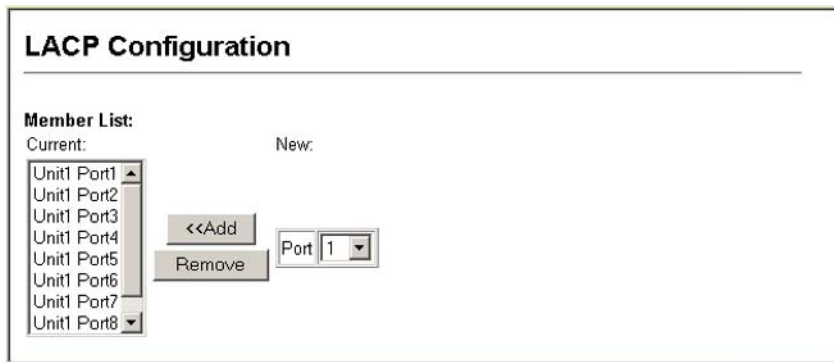 LACP Configuration
Member List:
Current:
New:
Unit1 Port1
Unit1 Port2
Unit1 Port3
Unit1 Port4
Unit1 Port5
Unit1 Port6
Unit1 Port7
Unit1 Port8
<<Add
Remove
Port 1